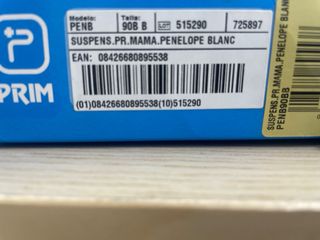 PRIM
Modelo: Talla:
PENB 90B B LOT 515290 725897
SUSPENS.PR.MAMA.PENELOPE BLANC
EAN: 08426680895538
(01)08426680895538(10)515290
SUSPENS.PR.MAMA.PENELOPE BLAN
PENB90BB